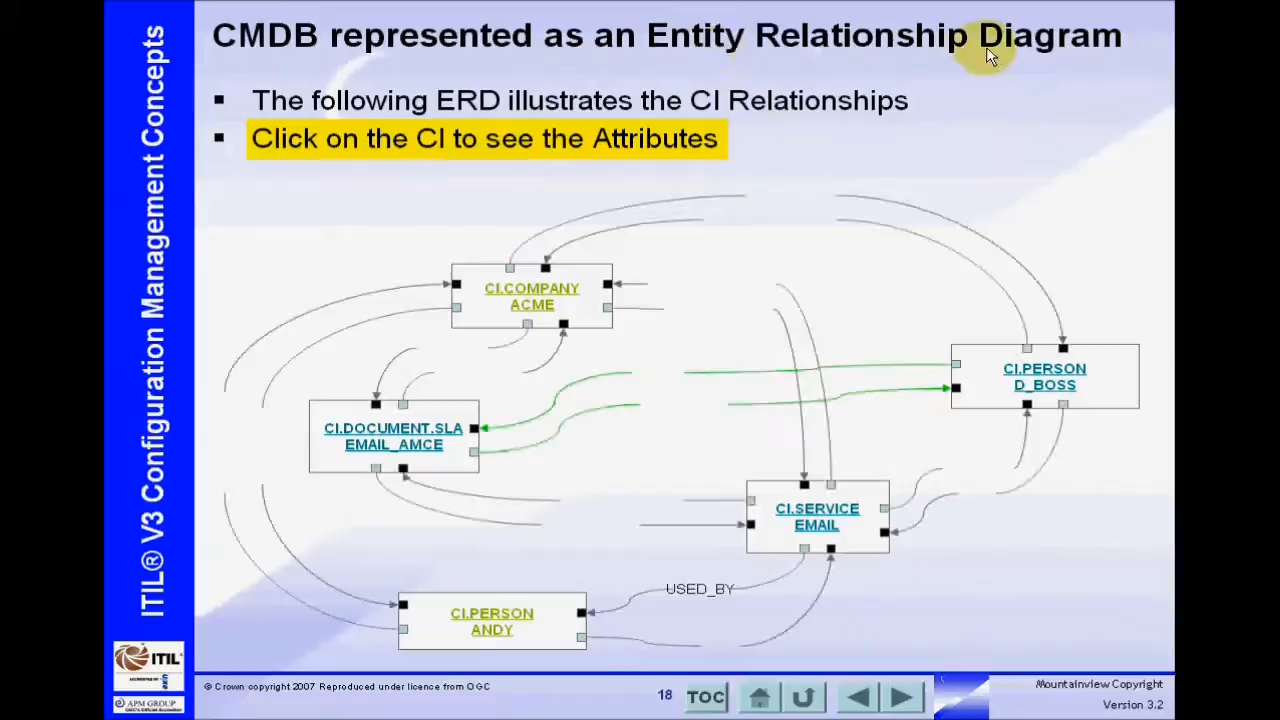 CMDB represented as an Entity Relationship Diagram
ITIL® V3 Configuration Management Concepts
▪ The following ERD illustrates the CI Relationships
▪ Click on the CI to see the Attributes
CI.COMPANY
ACME
CI.PERSON
D_BOSS
CI.DOCUMENT.SLA
EMAIL_AMCE
CI.SERVICE
EMAIL
USED_BY
CI.PERSON
ANDY
ITIL
APM GROUP
© Crown copyright 2007 Reproduced under licence from OGC
18
TOC
Mountainview Copyright
Version 3.2